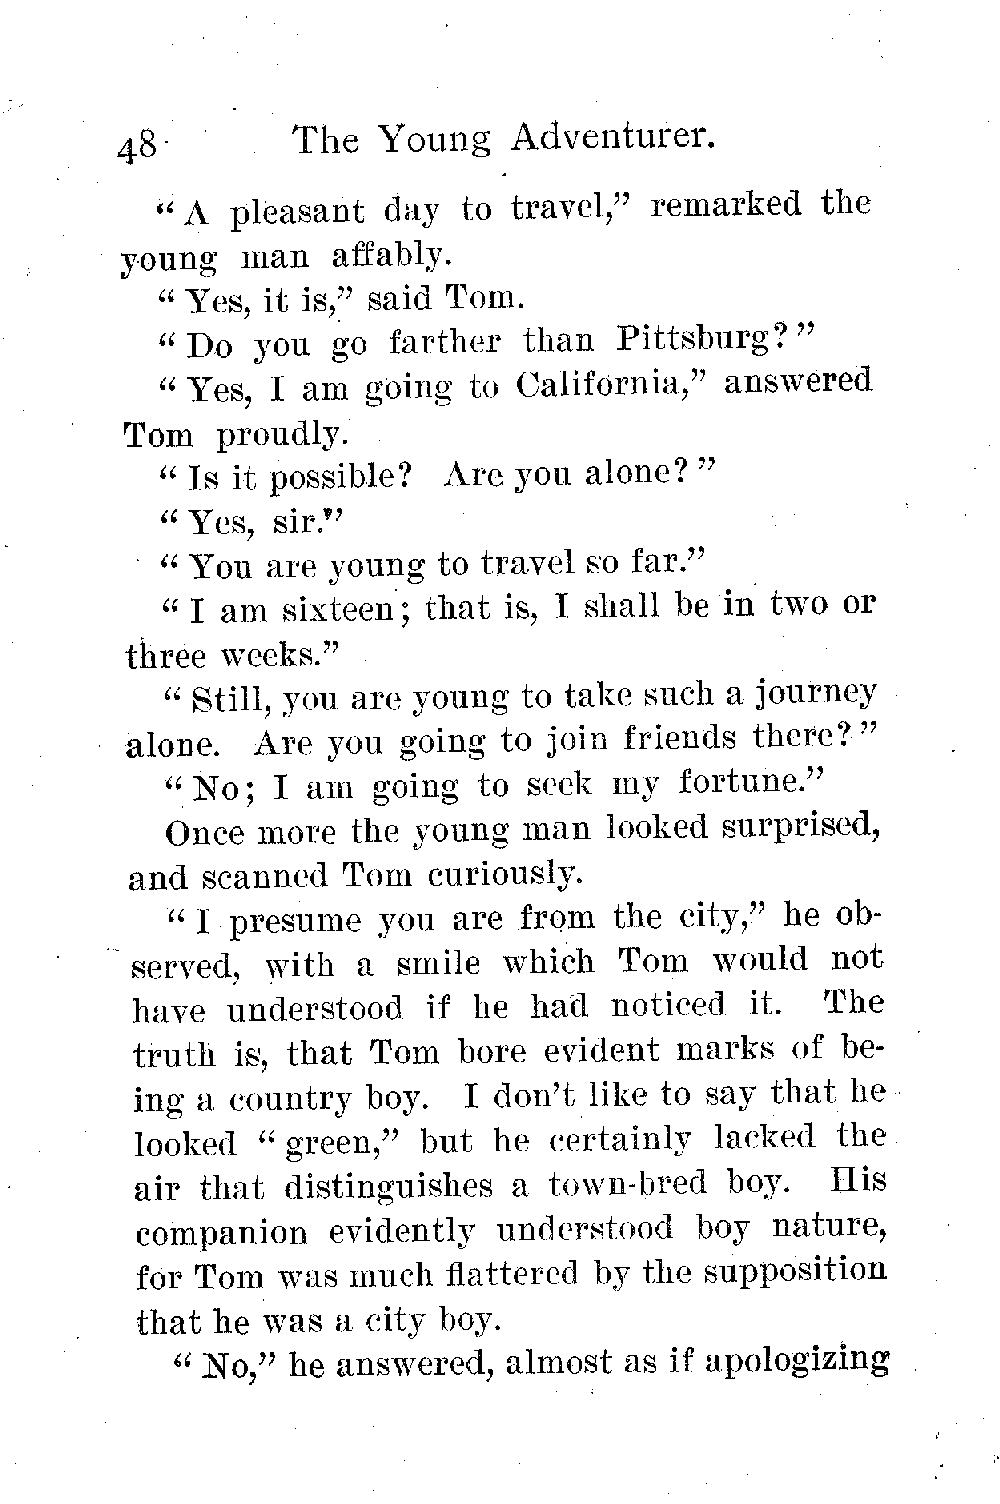 48 The Young Adventurer.
“ A pleasant day to travel,” remarked the
young man affably.
“ Yes, it is,” said Tom.
“ Do you go farther than Pittsburg? ”
“ Yes, I am going to California,” answered
Tom proudly.
“ Is it possible? Are you alone? ”
“ Yes, sir.”
“ You are young to travel so far.”
“ I am sixteen; that is, I shall be in two or
three weeks.”
“ Still, you are young to take such a journey
alone. Are you going to join friends there? ”
“ No; I am going to seek my fortune.”
Once more the young man looked surprised,
and scanned Tom curiously.
“ I presume you are from the city,” he ob-
served, with a smile which Tom would not
have understood if he had noticed it. The
truth is, that Tom bore evident marks of be-
ing a country boy. I don’t like to say that he
looked “ green,” but he certainly lacked the
air that distinguishes a town-bred boy. His
companion evidently understood boy nature,
for Tom was much flattered by the supposition
that he was a city boy.
“ No,” he answered, almost as if apologizing